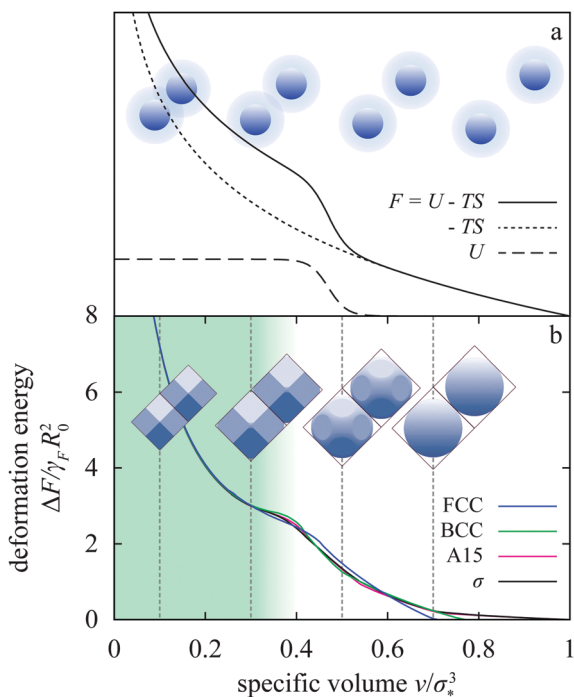 a
F = U - TS
- TS
U
b
8
6
4
2
0
deformation energy
ΔF/γ_F R_0^2
FCC
BCC
A15
σ
0
0.2
0.4
0.6
0.8
1
specific volume v/σ_*^3